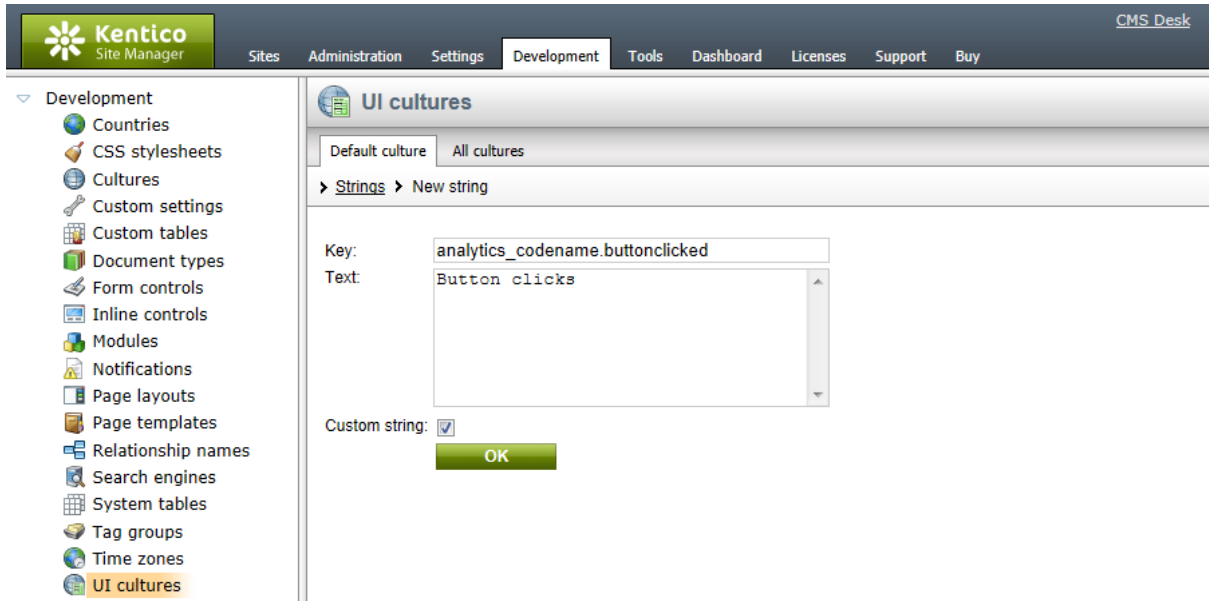 CMS Desk
Kentico
Site Manager
Sites Administration Settings Development Tools Dashboard Licenses Support Buy
Development
Countries
CSS stylesheets
Cultures
Custom settings
Custom tables
Document types
Form controls
Inline controls
Modules
Notifications
Page layouts
Page templates
Relationship names
Search engines
System tables
Tag groups
Time zones
UI cultures
UI cultures
Default culture All cultures
Strings New string
Key: analytics_codename.buttonclicked
Text: Button clicks
Custom string:
OK